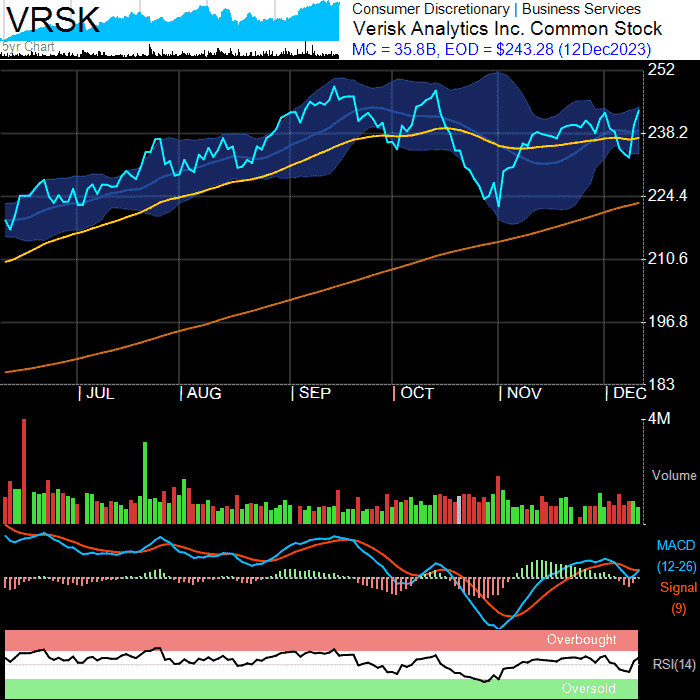 VRSK
5yr Chart
Consumer Discretionary | Business Services
Verisk Analytics Inc. Common Stock
MC = 35.8B, EOD = $243.28 (12Dec2023)
252
238.2
224.4
210.6
196.8
183
JUL
AUG
SEP
OCT
NOV
DEC
4M
Volume
MACD
(12-26)
Signal
(9)
Overbought
RSI(14)
Oversold